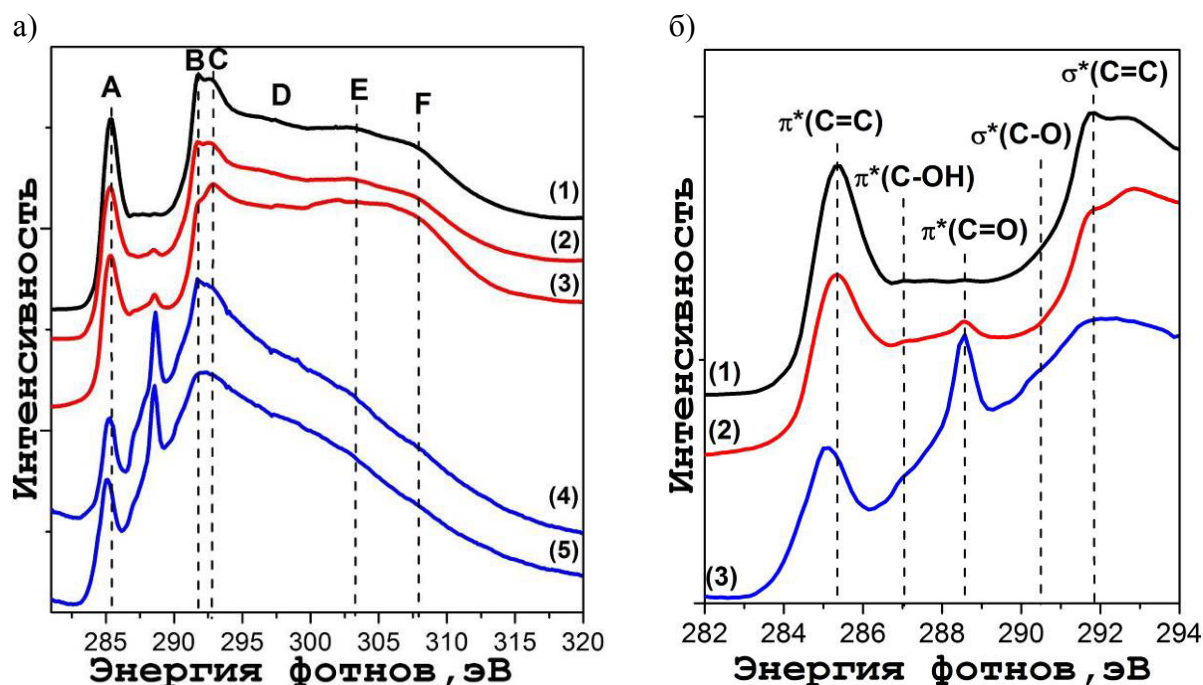 а)
A
B
C
D
E
F
(1)
(2)
(3)
(4)
(5)
Интенсивность
285 290 295 300 305 310 315 320
Энергия фотнов,эВ
б)
σ*(C=C)
π*(C=C)
σ*(C-O)
π*(C-OH)
π*(C=O)
(1)
(2)
(3)
Интенсивность
282 284 286 288 290 292 294
Энергия фотнов,эВ